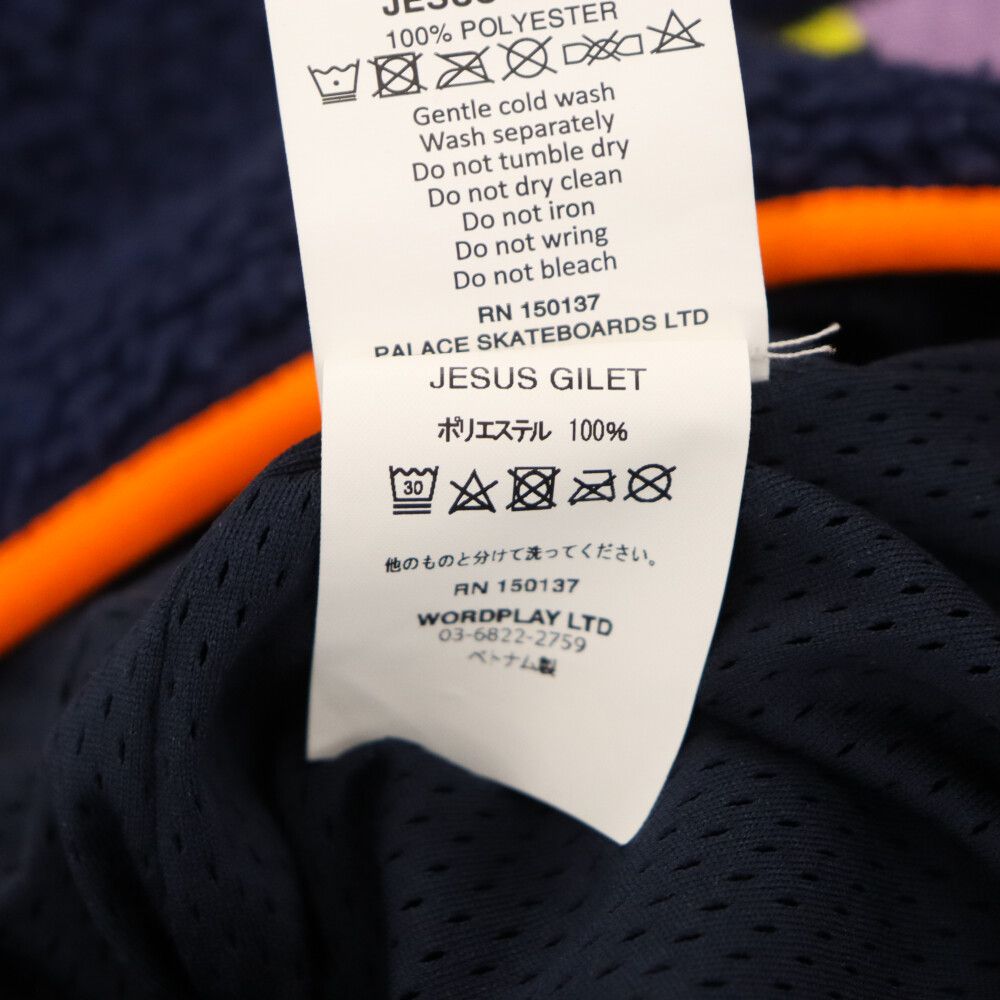 JESUS
100% POLYESTER
Gentle cold wash
Wash separately
Do not tumble dry
Do not dry clean
Do not iron
Do not wring
Do not bleach
RN 150137
PALACE SKATEBOARDS LTD
JESUS GILET
ポリエステル 100%
30
他のものと分けて洗ってください。
RN 150137
WORDPLAY LTD
03-6822-2759
ベトナム製